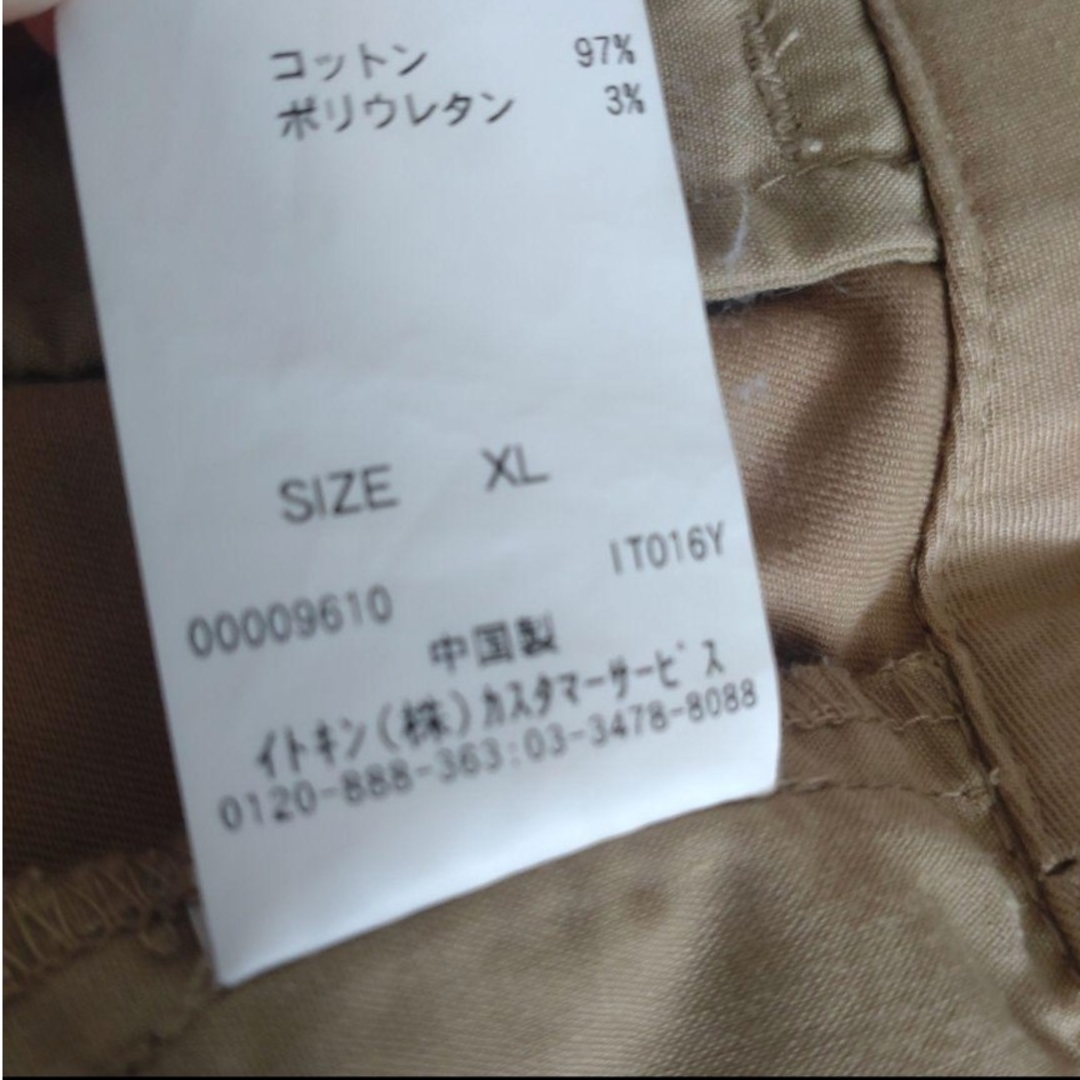 コットン 97%
ポリウレタン 3%
SIZE XL
IT016Y
00009610
中国製
イトキン(株)カスタマーサービス
0120-888-363:03-3478-8088